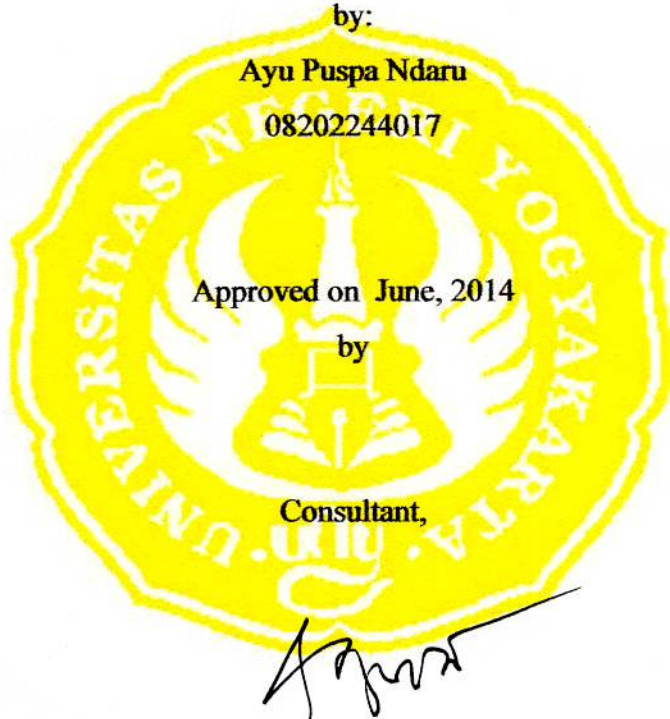 by:
Ayu Puspa Ndaru
08202244017
UNIVERSITAS NEGERI YOGYAKARTA
Approved on June, 2014
by
Consultant,